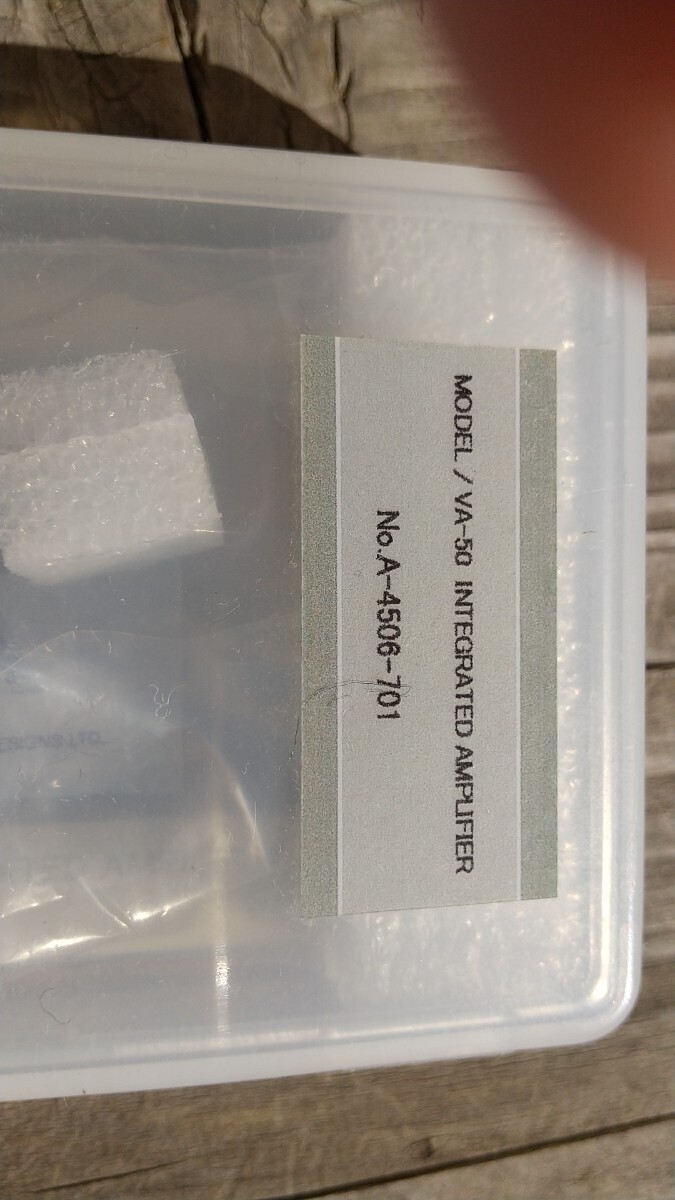 MODEL / VA-50 INTEGRATED AMPLIFIER
No.A-4506-701